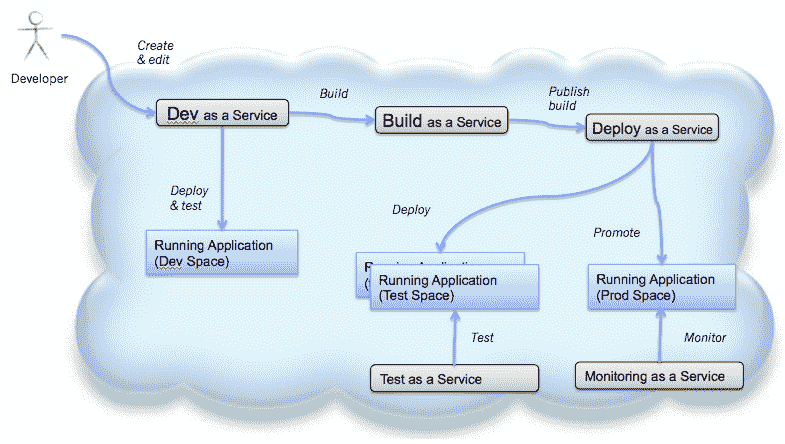 Create
& edit
Developer
Build
Publish
build
Dev as a Service
Build as a Service
Deploy as a Service
Deploy
& test
Deploy
Promote
Running Application
(Dev Space)
Running Application
(Test Space)
Running Application
(Prod Space)
Test
Monitor
Test as a Service
Monitoring as a Service